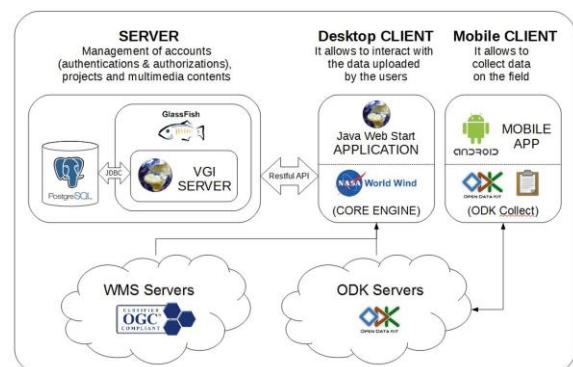 SERVER
Management of accounts
(authentications & authorizations),
projects and multimedia contents
Desktop CLIENT
It allows to interact with
the data uploaded
by the users
Mobile CLIENT
It allows to
collect data
on the field
GlassFish
PostgreSQL
JDBC
VGI
SERVER
Restful API
Java Web Start
APPLICATION
NASA World Wind
(CORE ENGINE)
ANDROID
MOBILE
APP
OPEN DATA KIT
(ODK Collect)
WMS Servers
CERTIFIED
OGC®
COMPLIANT
ODK Servers
OPEN DATA KIT